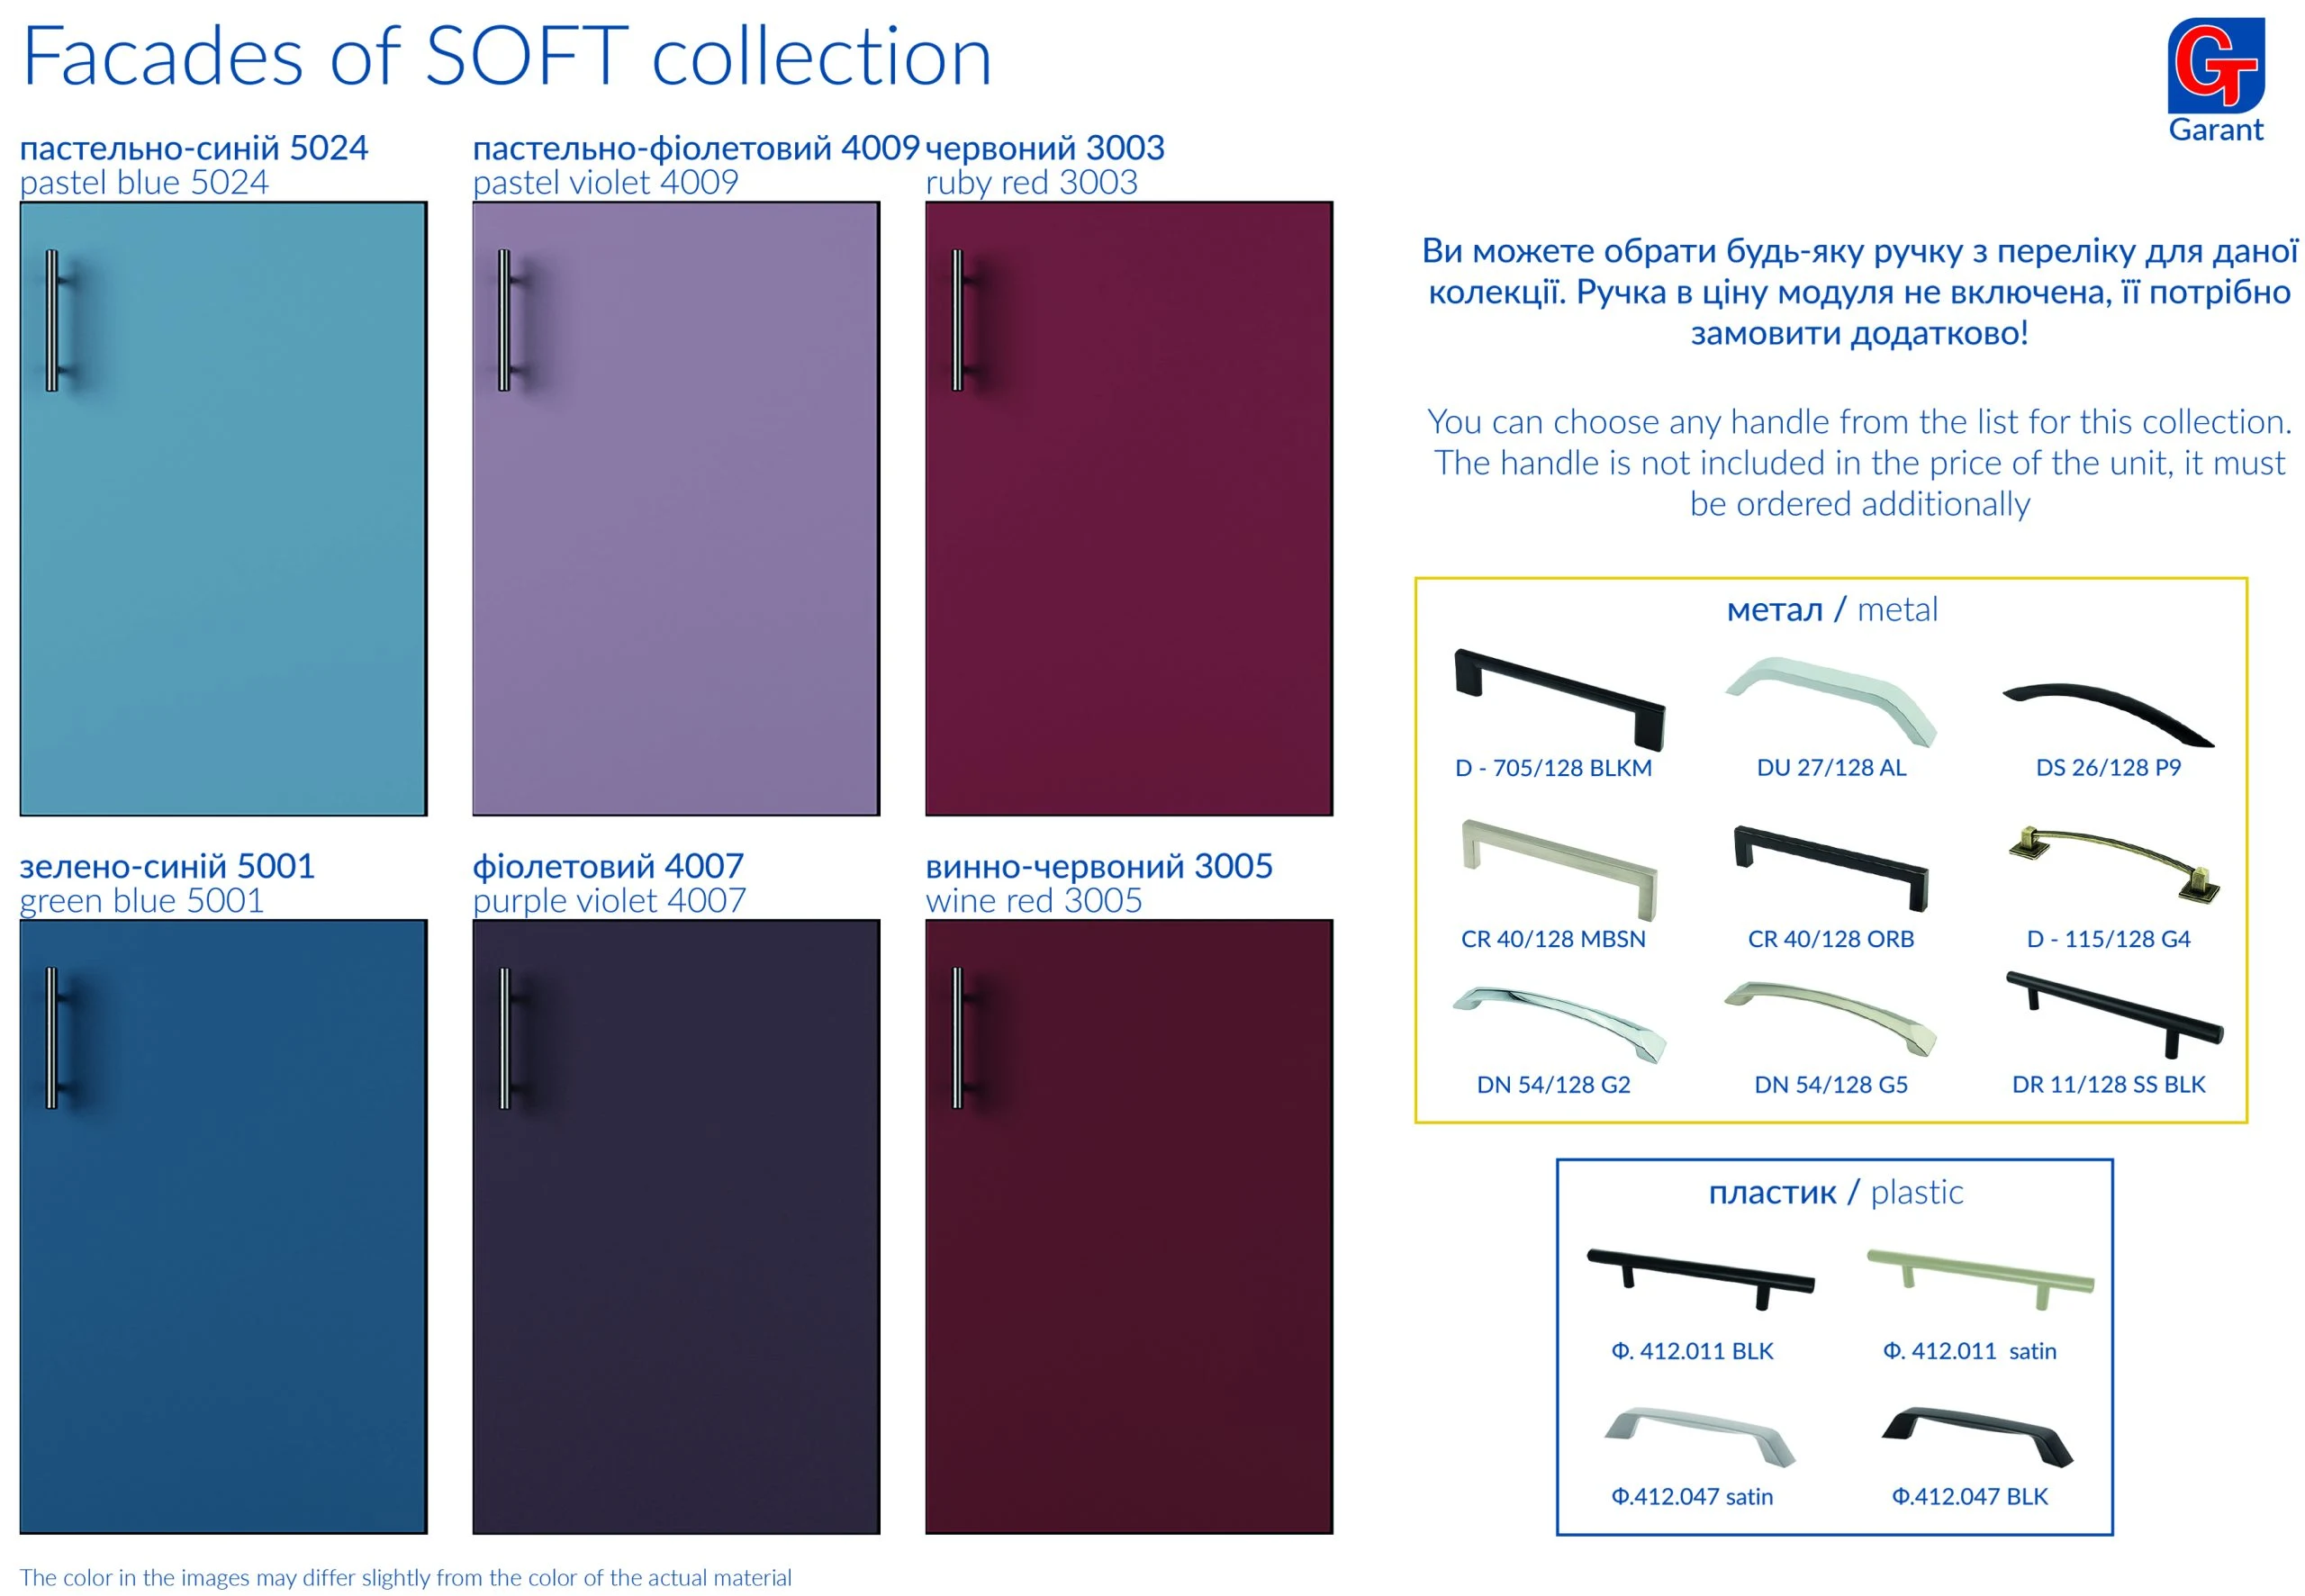 Facades of SOFT collection
GT
Garant
пастельно-синій 5024
pastel blue 5024
пастельно-фіолетовий 4009
pastel violet 4009
червоний 3003
ruby red 3003
Ви можете обрати будь-яку ручку з переліку для даної
колекції. Ручка в ціну модуля не включена, її потрібно
замовити додатково!
You can choose any handle from the list for this collection.
The handle is not included in the price of the unit, it must
be ordered additionally
зелено-синій 5001
green blue 5001
фіолетовий 4007
purple violet 4007
винно-червоний 3005
wine red 3005
метал / metal
D - 705/128 BLKM
DU 27/128 AL
DS 26/128 P9
CR 40/128 MBSN
CR 40/128 ORB
D - 115/128 G4
DN 54/128 G2
DN 54/128 G5
DR 11/128 SS BLK
пластик / plastic
Ф. 412.011 BLK
Ф. 412.011 satin
Ф.412.047 satin
Ф.412.047 BLK
The color in the images may differ slightly from the color of the actual material